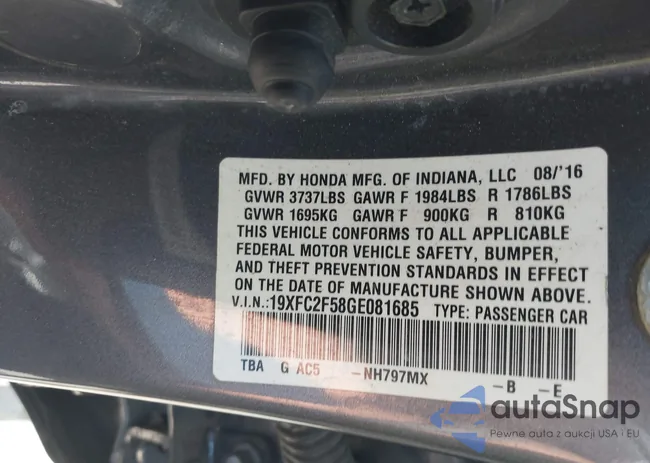 MFD. BY HONDA MFG. OF INDIANA, LLC 08/'16
GVWR 3737LBS GAWR F 1984LBS R 1786LBS
GVWR 1695KG GAWR F 900KG R 810KG
THIS VEHICLE CONFORMS TO ALL APPLICABLE
FEDERAL MOTOR VEHICLE SAFETY, BUMPER,
AND THEFT PREVENTION STANDARDS IN EFFECT
ON THE DATE OF MANUFACTURE SHOWN ABOVE.
V.I.N.:19XFC2F58GE081685 TYPE: PASSENGER CAR
TBA G AC5 -NH797MX -B -E
autaSnap
Pewne auta z aukcji USA i EU